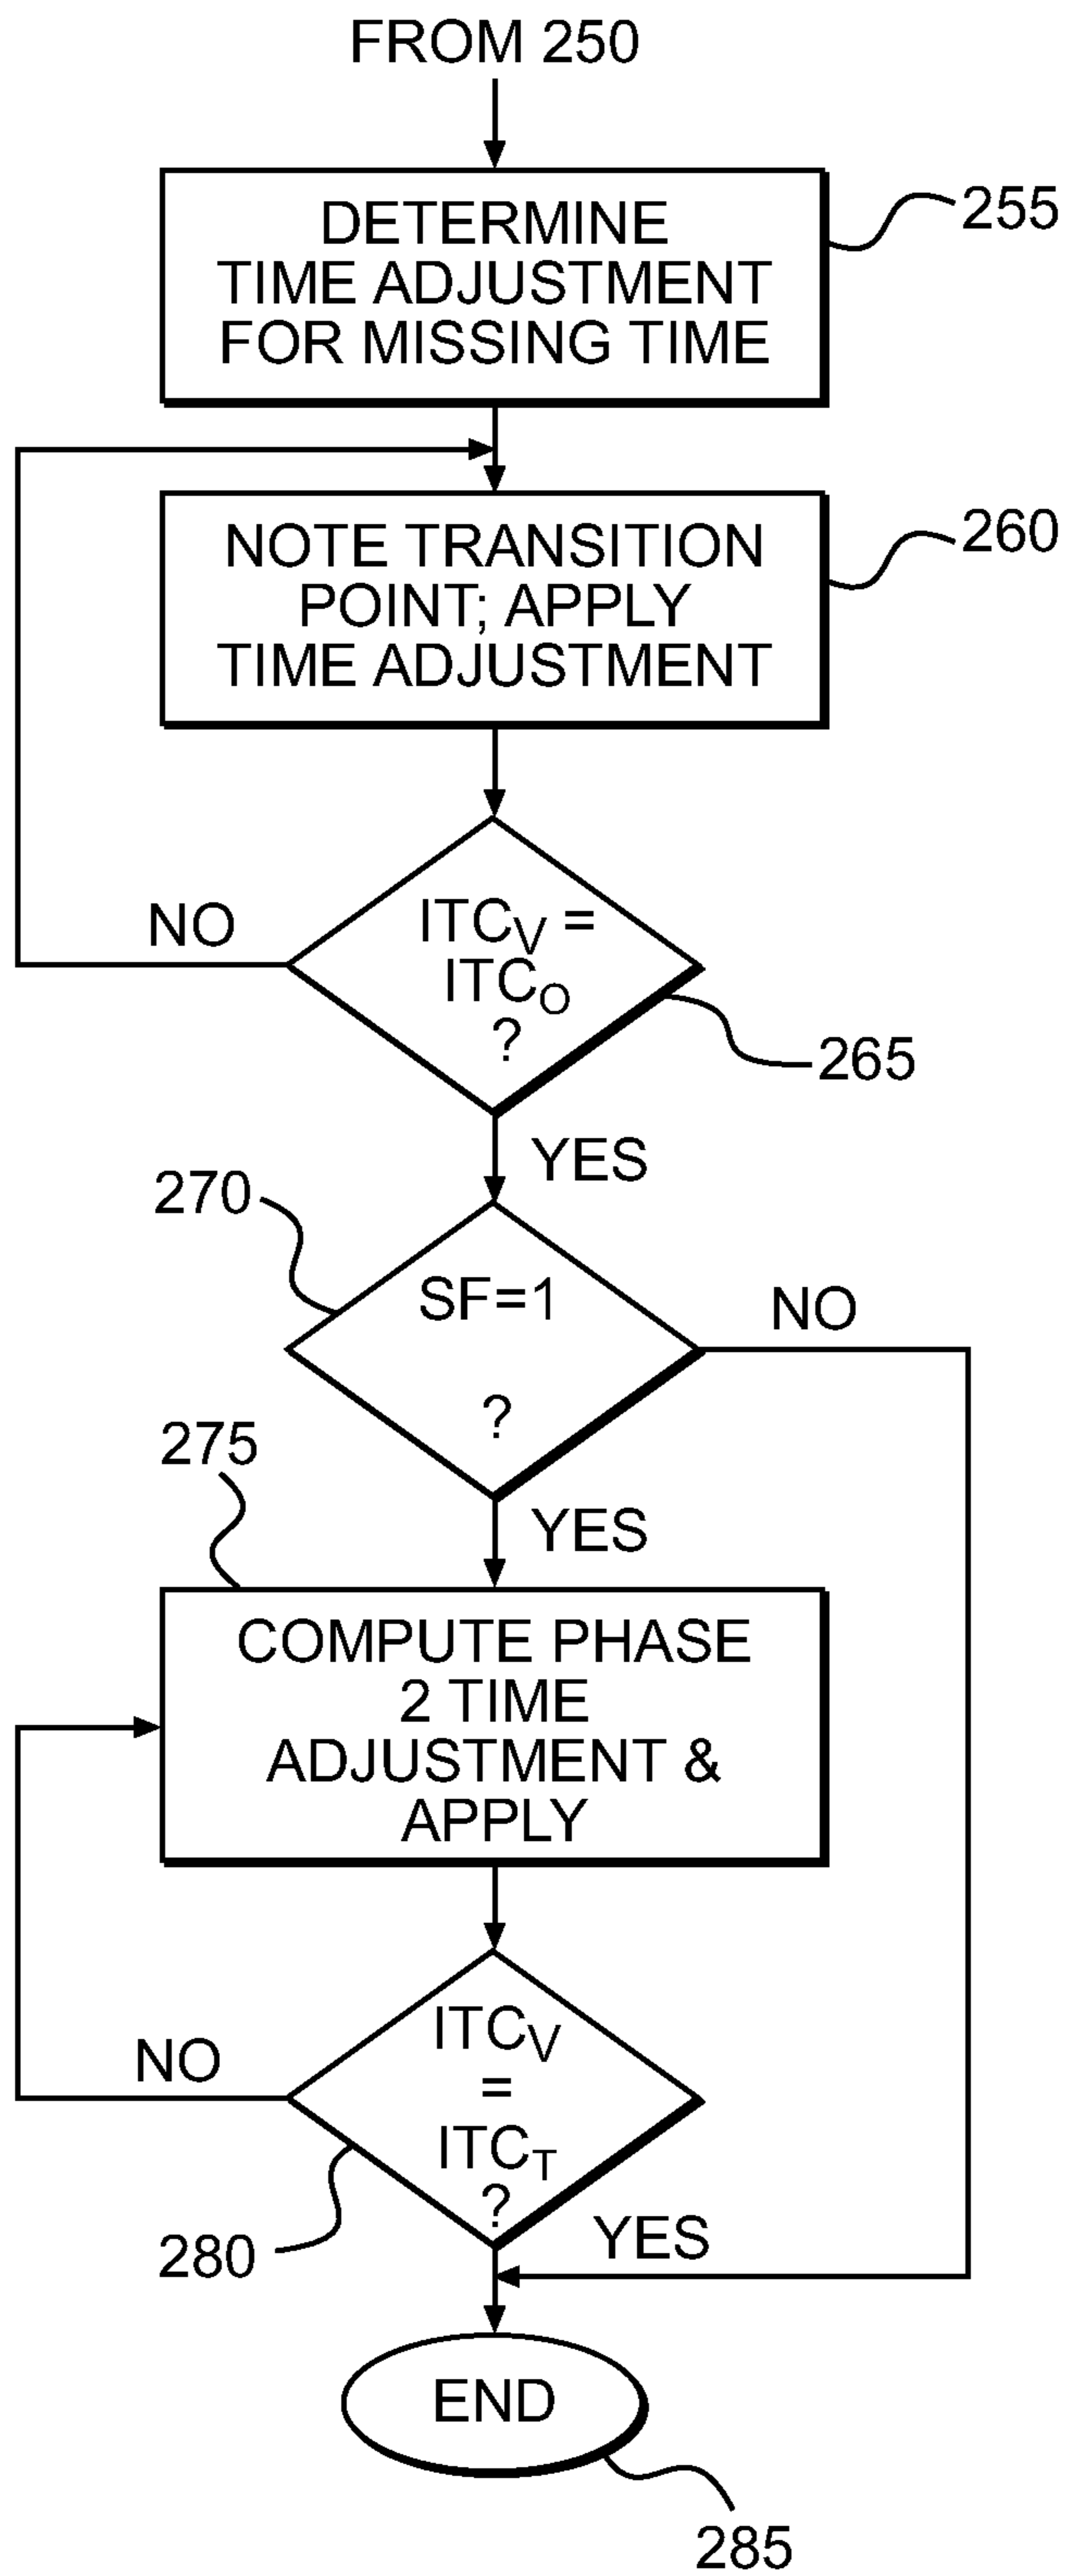 FROM 250
DETERMINE
TIME ADJUSTMENT
FOR MISSING TIME
255
NOTE TRANSITION
POINT; APPLY
TIME ADJUSTMENT
260
NO
ITCV =
ITCO
?
265
YES
270
SF=1
?
NO
275
YES
COMPUTE PHASE
2 TIME
ADJUSTMENT &
APPLY
NO
ITCV
=
ITCT
?
280
YES
END
285